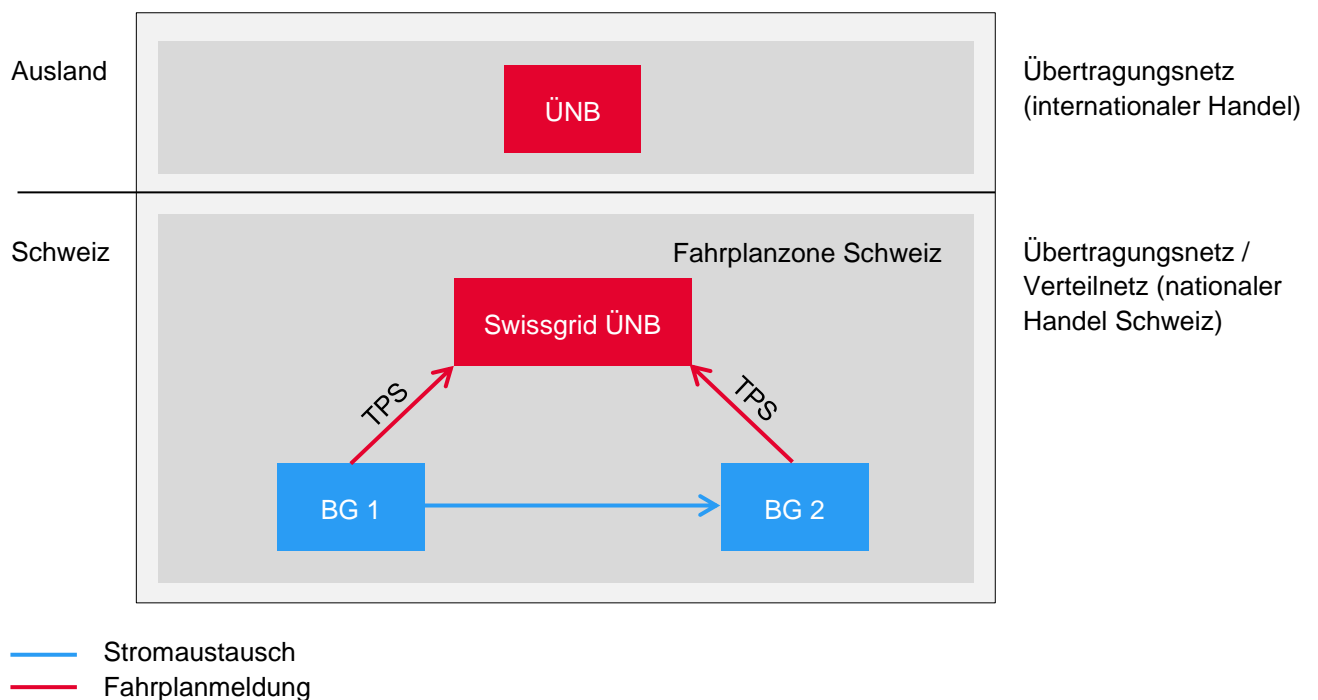 Ausland
ÜNB
Übertragungsnetz
(internationaler Handel)
Schweiz
Fahrplanzone Schweiz
Übertragungsnetz /
Verteilnetz (nationaler
Handel Schweiz)
Swissgrid ÜNB
TPS
TPS
BG 1
BG 2
Stromaustausch
Fahrplanmeldung